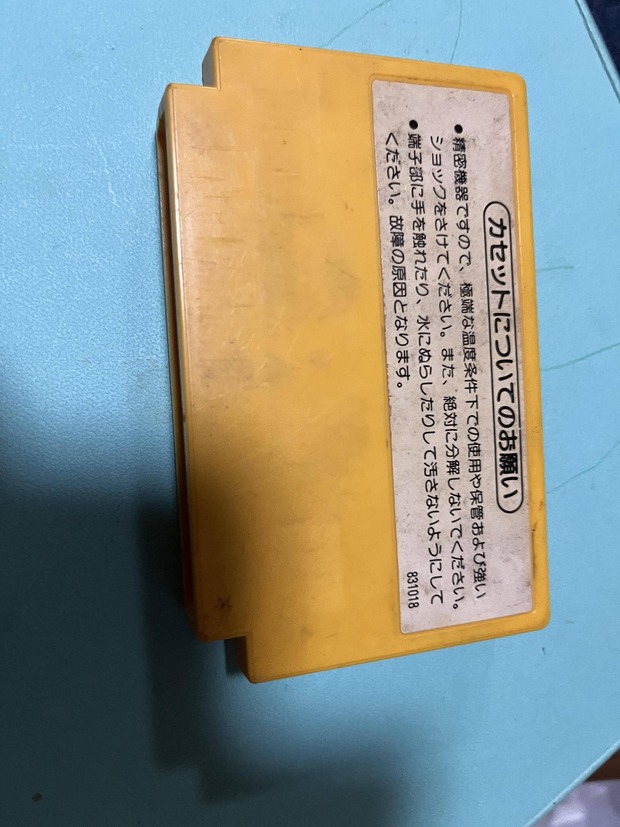 カセットについてのお願い
●精密機器ですので、極端な温度条件下での使用や保管および強い
ショックをさけてください。また、絶対に分解しないでください。
●端子部に手を触れたり、水にぬらしたりして汚さないようにして
ください。故障の原因となります。
831018